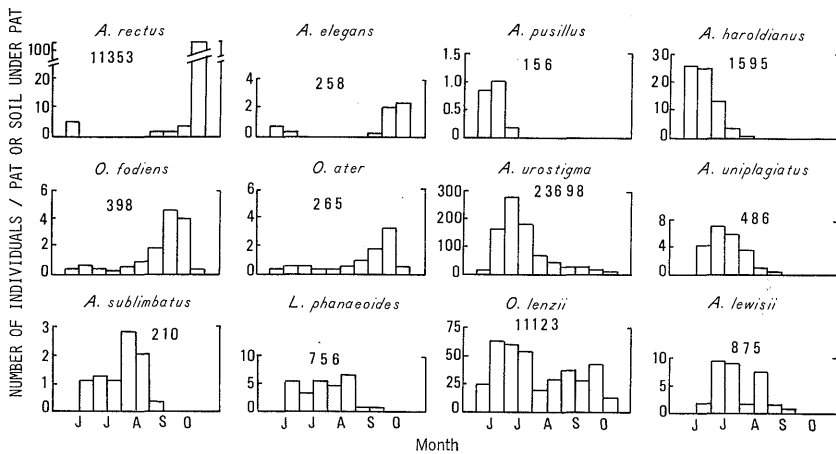 NUMBER OF INDIVIDUALS / PAT OR SOIL UNDER PAT
A. rectus A. elegans A. pusillus A. haroldianus
100 20 10 0
11353
4 2 0
258
1.5 1.0 0.5 0
156
30 20 10 0
1595
O. fodiens O. ater A. urostigma A. uniplagiatus
6 4 2 0
398
6 4 2 0
265
300 200 100 0
23698
8 4 0
486
A. sublimbatus L. phanaeoides O. lenzii A. lewisii
3 2 1 0
210
10 5 0
756
75 50 25 0
11123
10 5 0
875
J J A S O J J A S O J J A S O J J A S O
Month